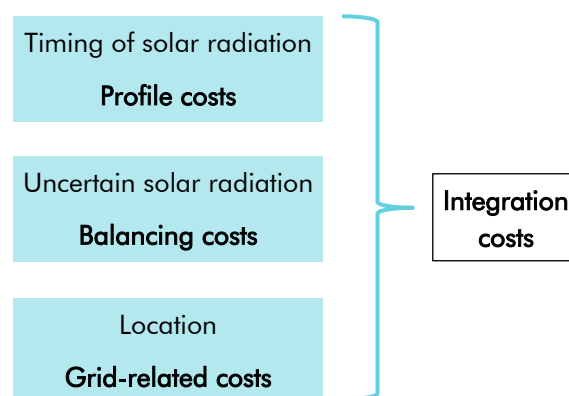 Timing of solar radiation
Profile costs
Uncertain solar radiation
Balancing costs
Integration
costs
Location
Grid-related costs